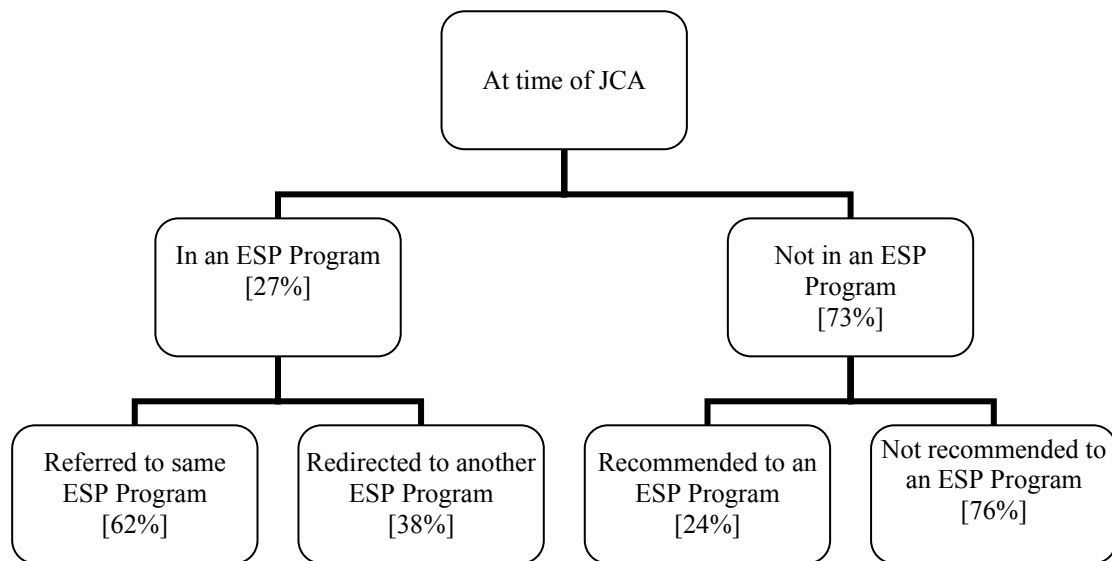 At time of JCA
In an ESP Program
[27%]
Not in an ESP
Program
[73%]
Referred to same
ESP Program
[62%]
Redirected to another
ESP Program
[38%]
Recommended to an
ESP Program
[24%]
Not recommended to
an ESP Program
[76%]